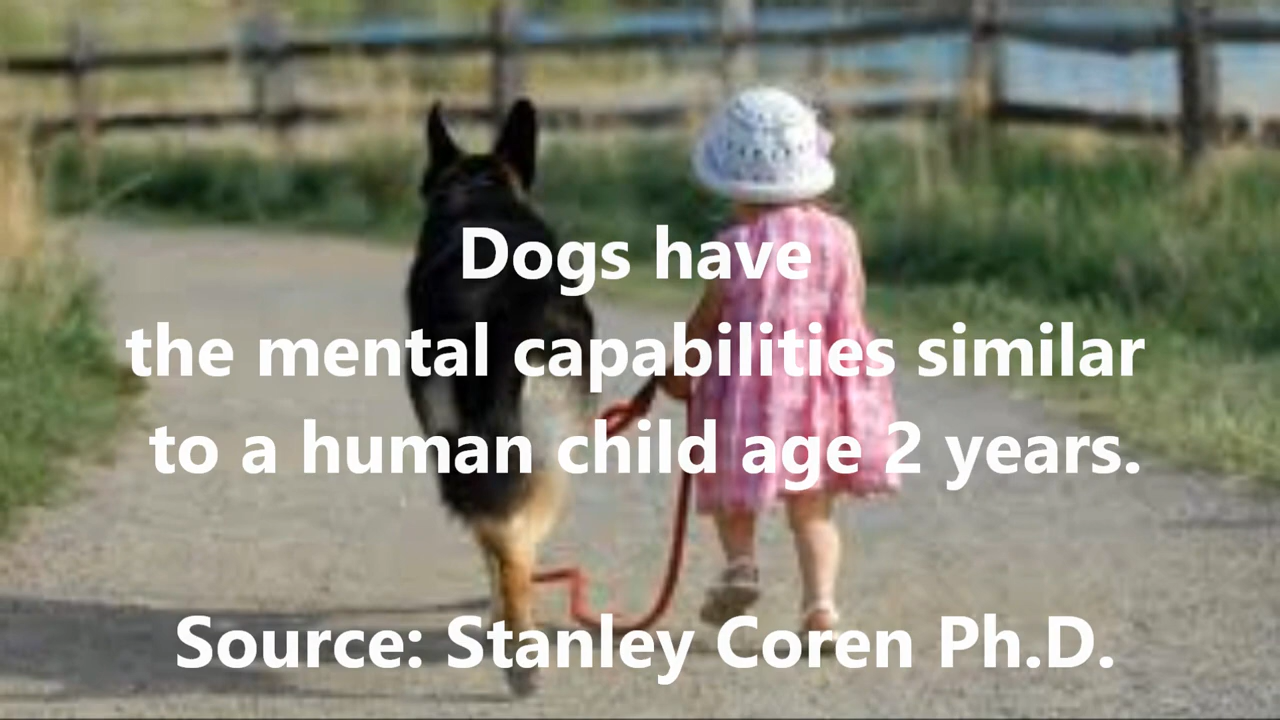 Dogs have
the mental capabilities similar
to a human child age 2 years.
Source: Stanley Coren Ph.D.